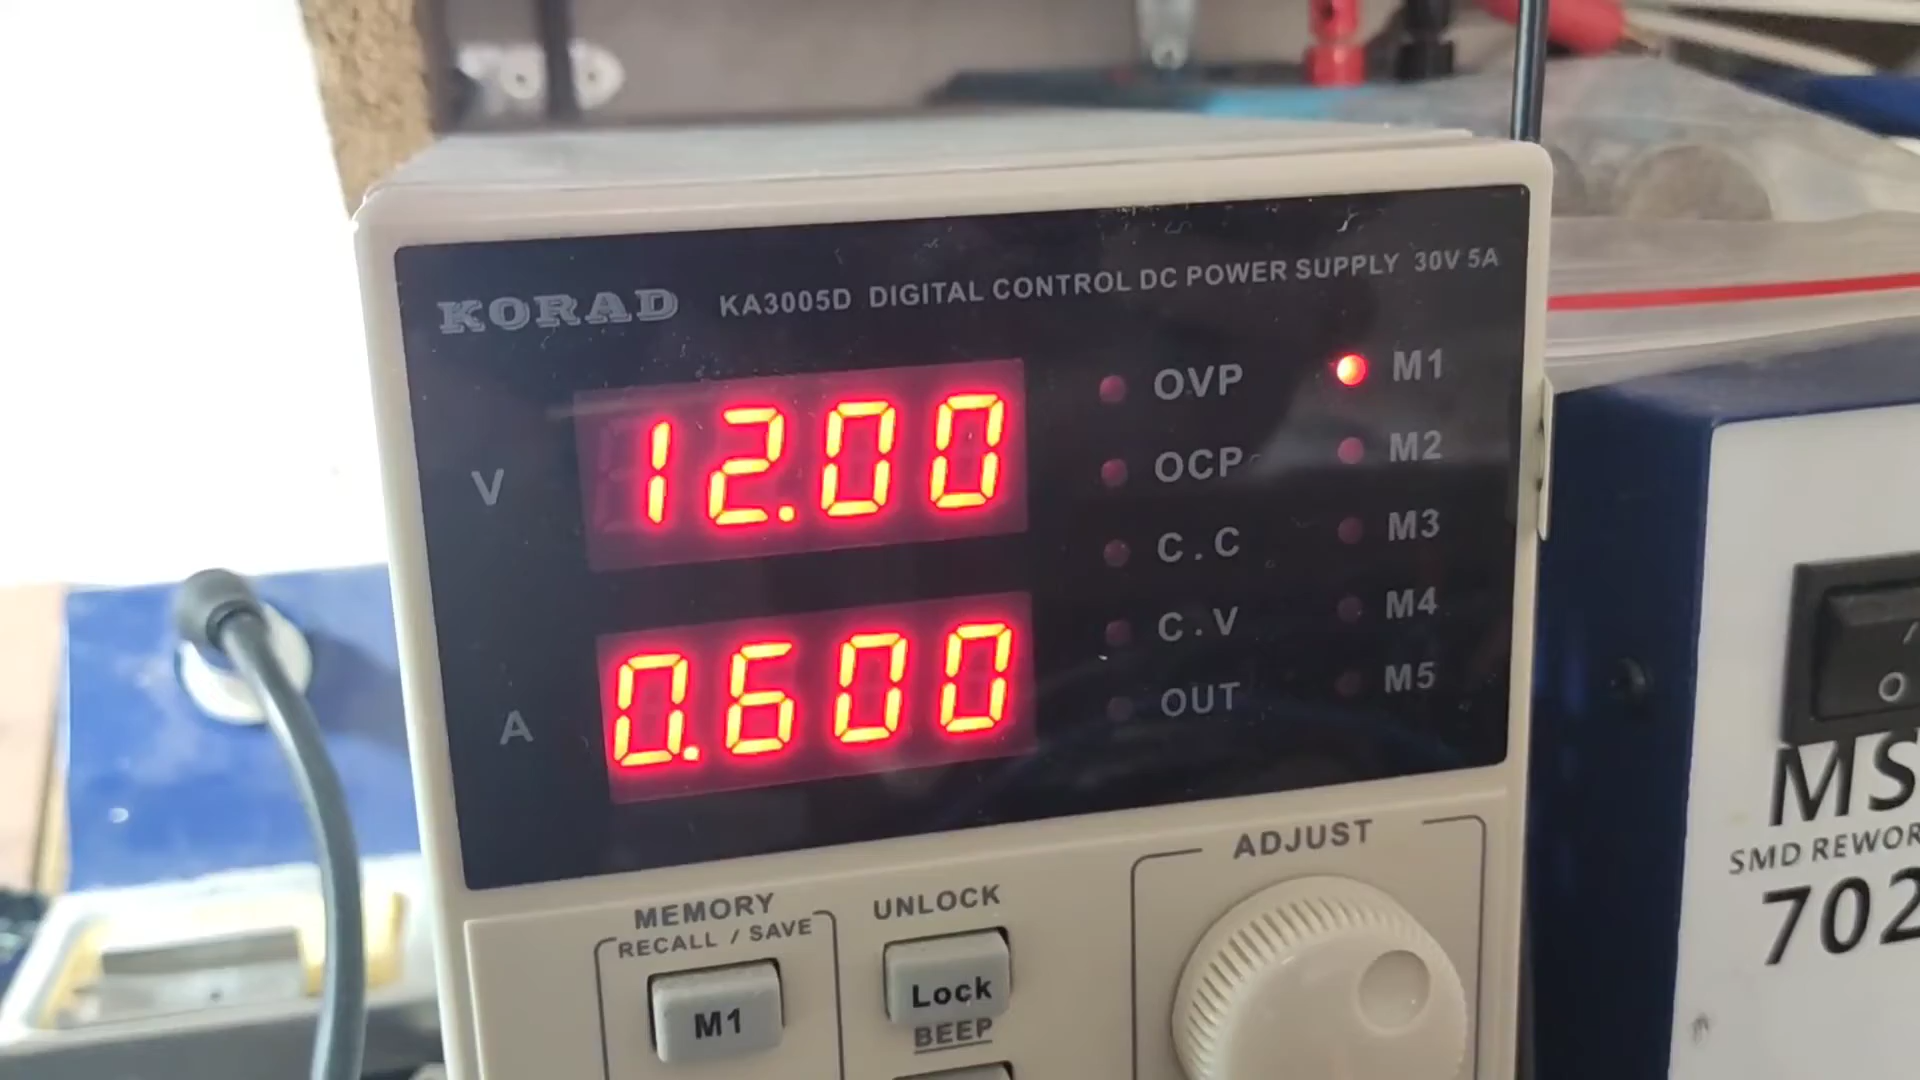 KORAD KA3005D DIGITAL CONTROL DC POWER SUPPLY 30V 5A
V 12.00
A 0.600
OVP M1
OCP M2
C.C M3
C.V M4
OUT M5
MEMORY
RECALL / SAVE
M1
UNLOCK
Lock
BEEP
ADJUST
O
MS
SMD REWOR
702